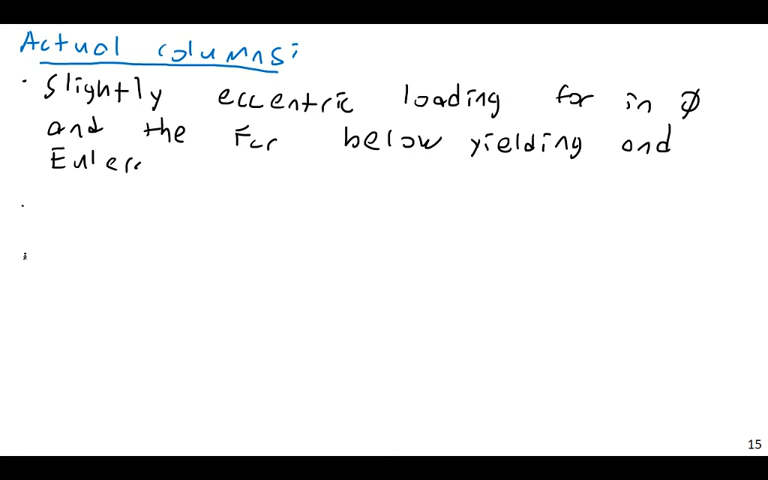 Actual columns:
· Slightly eccentric loading for in φ
and the Fcr below yielding and
Euler
·
·
15